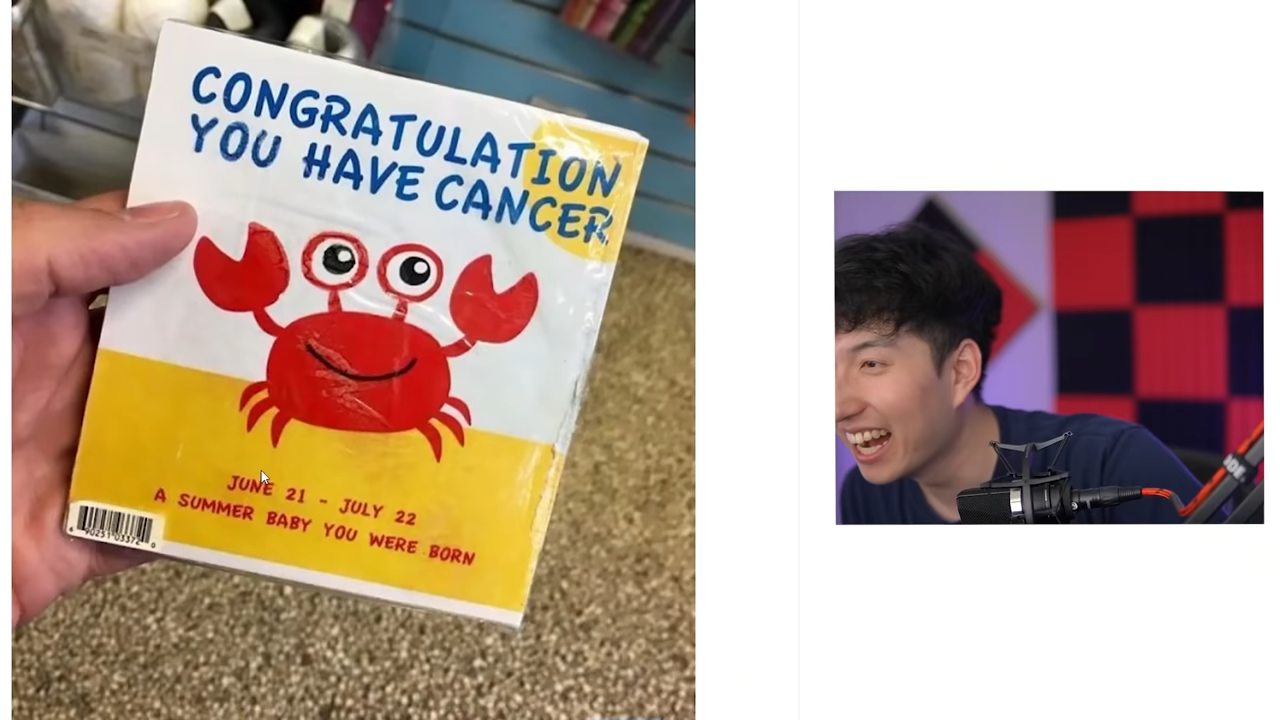 CONGRATULATION
YOU HAVE CANCER
JUNE 21 - JULY 22
A SUMMER BABY YOU WERE BORN